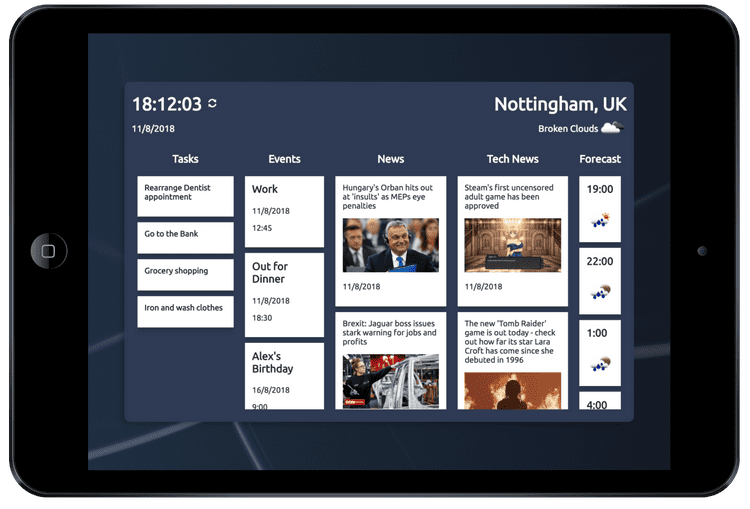 18:12:03
Nottingham, UK
11/8/2018
Broken Clouds
Tasks
Rearrange Dentist
appointment
Go to the Bank
Grocery shopping
Iron and wash clothes
Events
Work
11/8/2018
12:45
Out for
Dinner
11/8/2018
18:30
Alex's
Birthday
16/8/2018
9:00
News
Hungary's Orban hits out
at 'insults' as MEPs eye
penalties
11/8/2018
Brexit: Jaguar boss issues
stark warning for jobs and
profits
Tech News
Steam's first uncensored
adult game has been
approved
11/8/2018
The new 'Tomb Raider'
game is out today - check
out how far its star Lara
Croft has come since she
debuted in 1996
Forecast
19:00
22:00
1:00
4:00